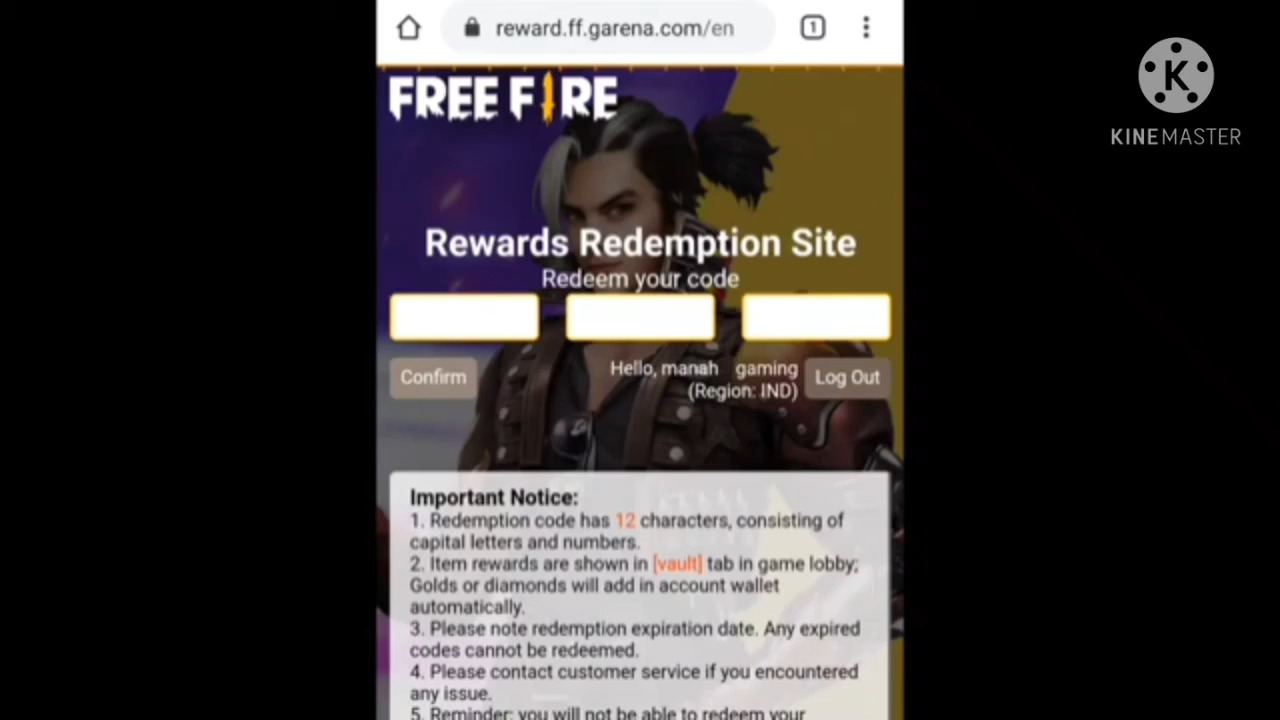 reward.ff.garena.com/en
1
FREE FIRE
K
KINEMASTER
Rewards Redemption Site
Redeem your code
Confirm
Hello, manah gaming
(Region: IND)
Log Out
Important Notice:
1. Redemption code has 12 characters, consisting of
capital letters and numbers.
2. Item rewards are shown in [vault] tab in game lobby;
Golds or diamonds will add in account wallet
automatically.
3. Please note redemption expiration date. Any expired
codes cannot be redeemed.
4. Please contact customer service if you encountered
any issue.
5. Reminder: you will not be able to redeem your